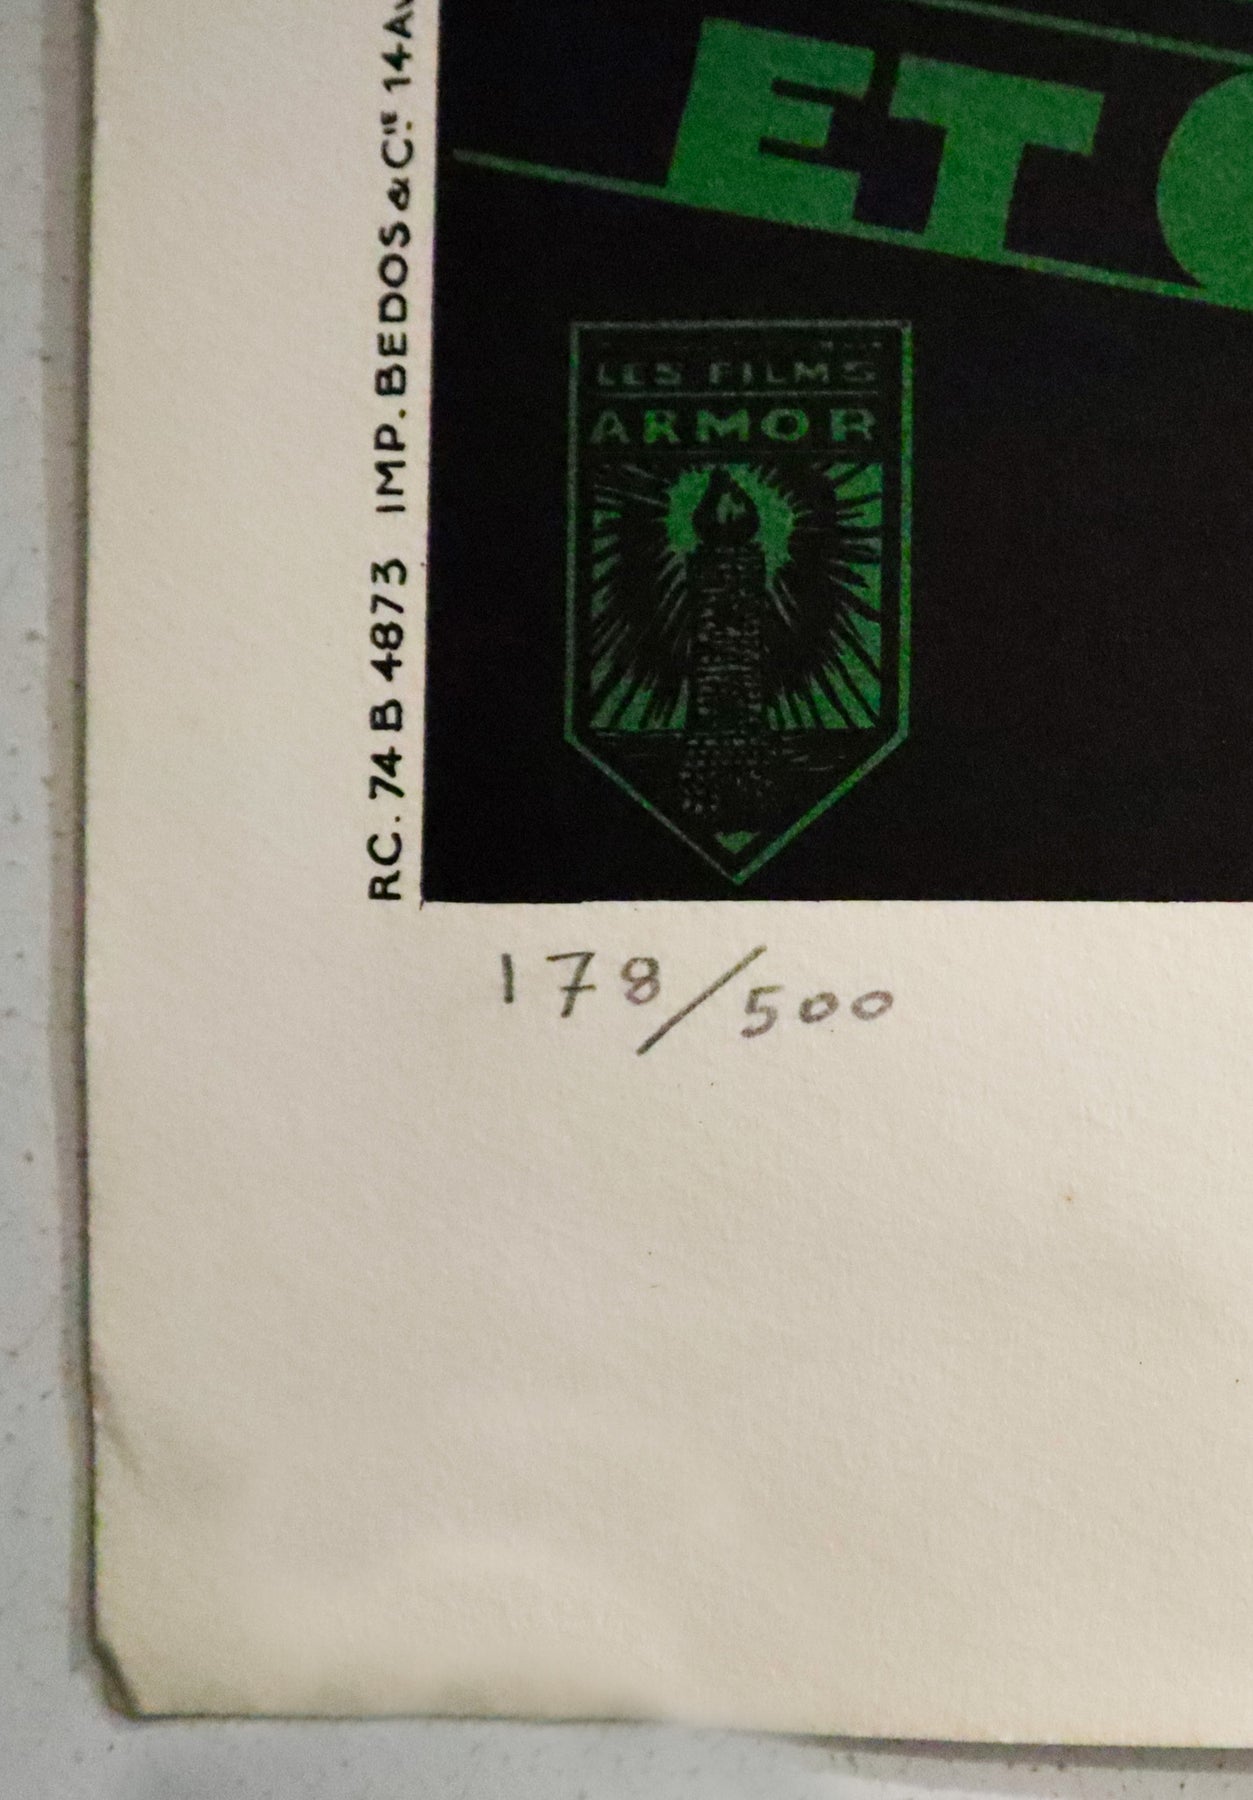 ET
LES FILMS
ARMOR
RC. 74 B 4873 IMP. BEDOS & CIE. 14
178/500